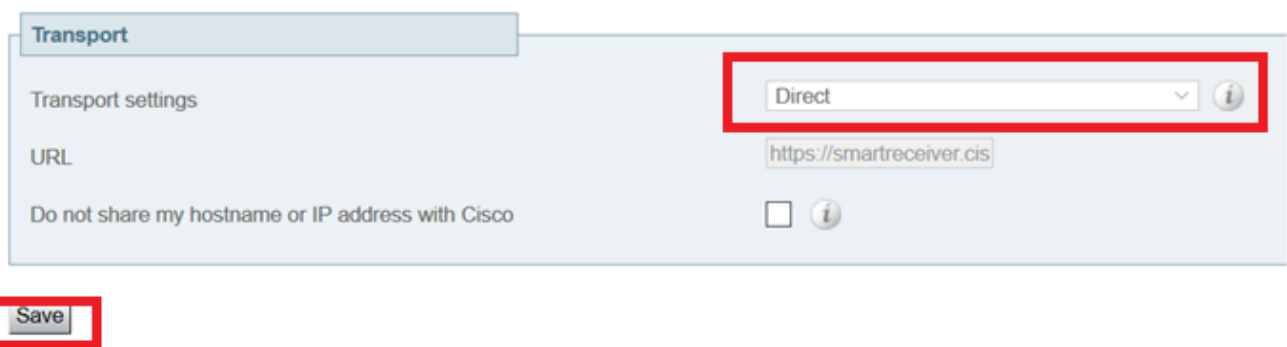 Transport
Transport settings
Direct
i
URL
https://smartreceiver.cis
Do not share my hostname or IP address with Cisco
i
Save